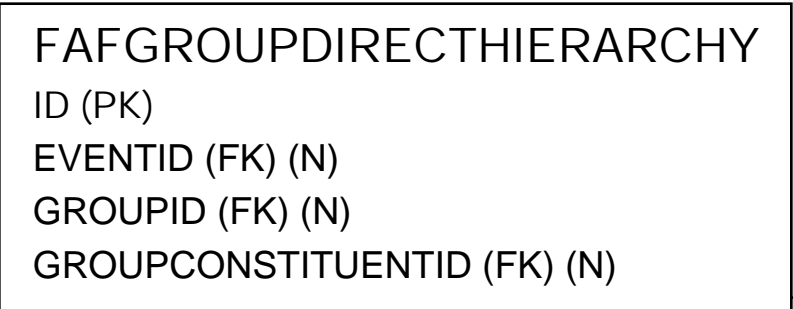 FAFGROUPDIRECTHIERARCHY
ID (PK)
EVENTID (FK) (N)
GROUPID (FK) (N)
GROUPCONSTITUENTID (FK) (N)